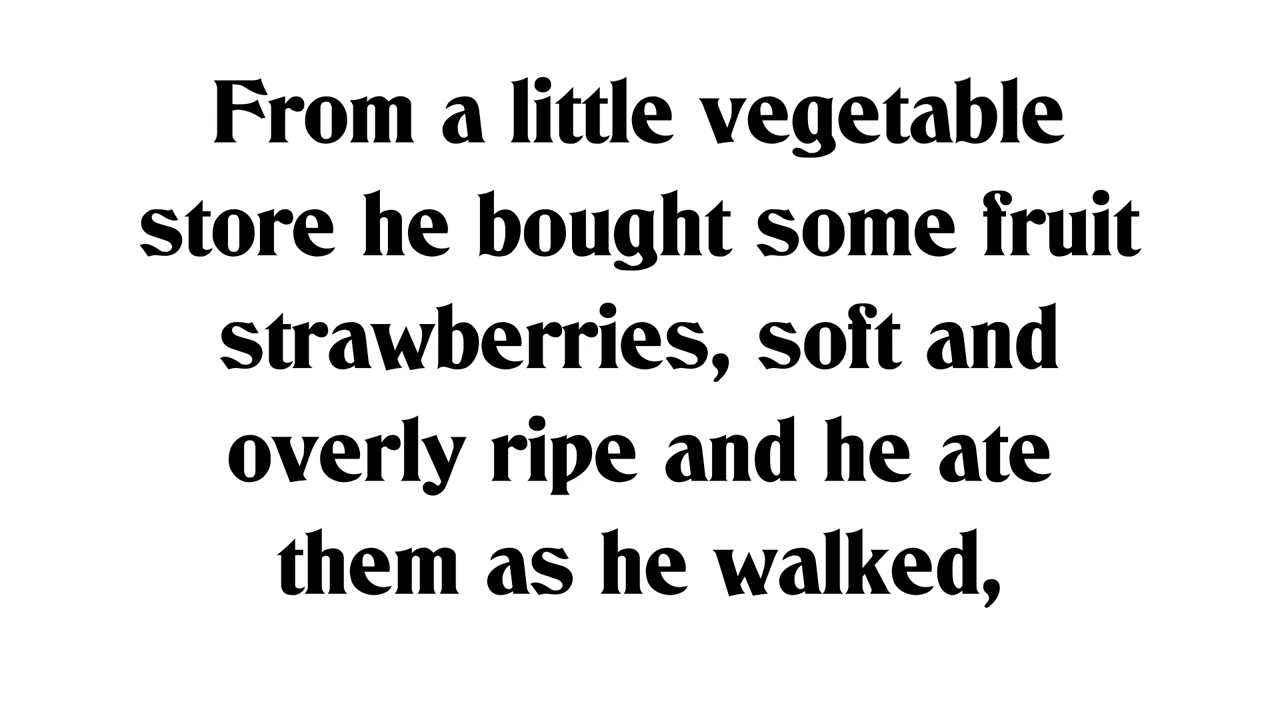 From a little vegetable
store he bought some fruit
strawberries, soft and
overly ripe and he ate
them as he walked,